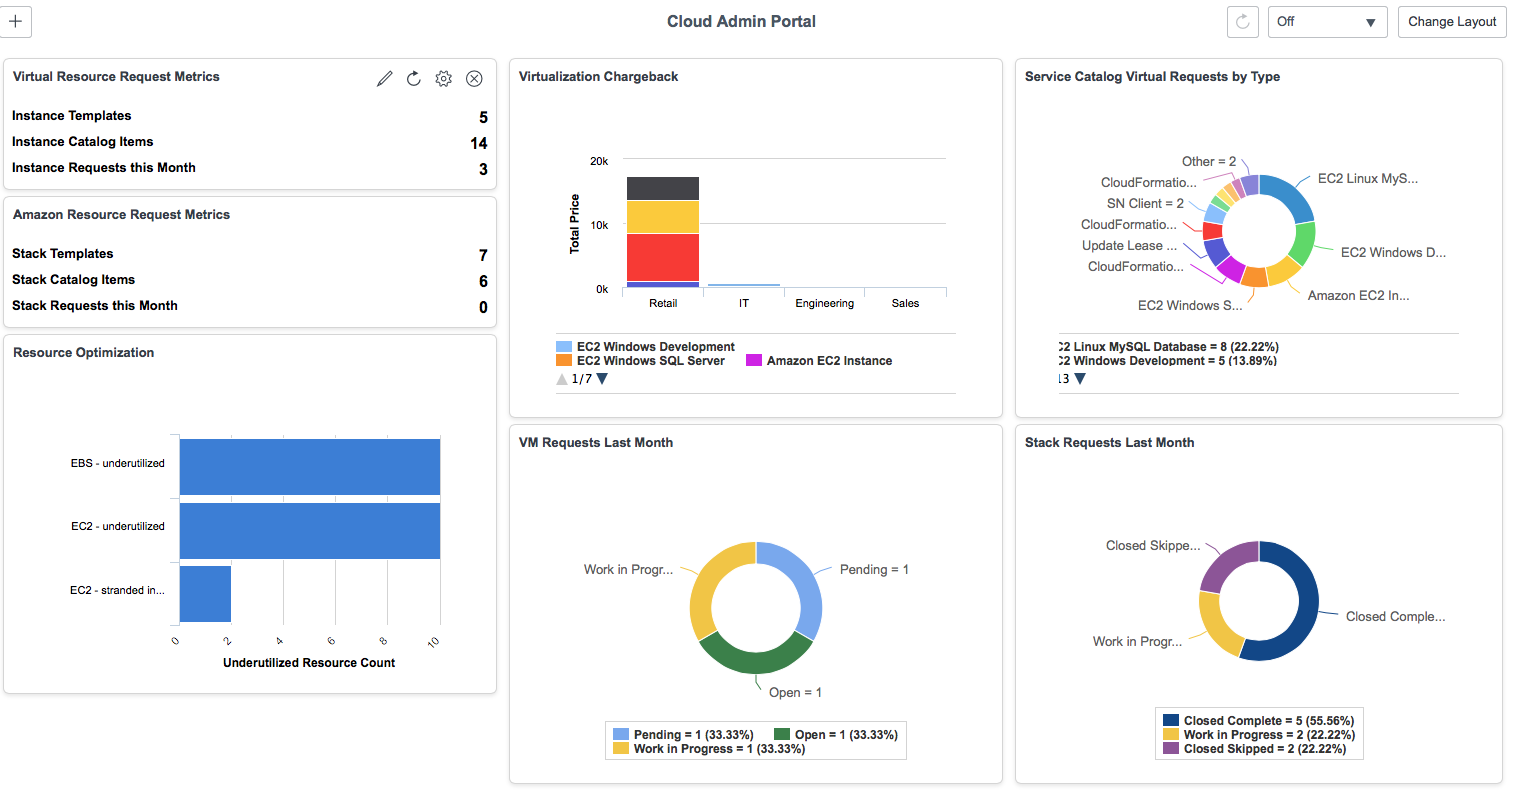 Cloud Admin Portal
Off
Change Layout
Virtual Resource Request Metrics
Instance Templates 5
Instance Catalog Items 14
Instance Requests this Month 3
Amazon Resource Request Metrics
Stack Templates 7
Stack Catalog Items 6
Stack Requests this Month 0
Resource Optimization
EBS - underutilized
EC2 - underutilized
EC2 - stranded in...
0 2 4 6 8 10
Underutilized Resource Count
Virtualization Chargeback
Total Price
20k
10k
0k
Retail IT Engineering Sales
EC2 Windows Development
EC2 Windows SQL Server Amazon EC2 Instance
1/7
VM Requests Last Month
Work in Progr...
Pending = 1
Open = 1
Pending = 1 (33.33%) Open = 1 (33.33%)
Work in Progress = 1 (33.33%)
Service Catalog Virtual Requests by Type
Other = 2
CloudFormatio...
SN Client = 2
CloudFormatio...
Update Lease ...
CloudFormatio...
EC2 Windows S...
EC2 Linux MyS...
EC2 Windows D...
Amazon EC2 In...
C2 Linux MySQL Database = 8 (22.22%)
C2 Windows Development = 5 (13.89%)
13
Stack Requests Last Month
Closed Skippe...
Work in Progr...
Closed Comple...
Closed Complete = 5 (55.56%)
Work in Progress = 2 (22.22%)
Closed Skipped = 2 (22.22%)